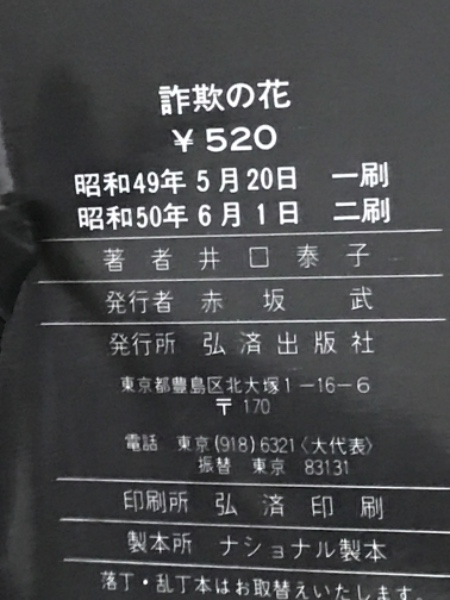 詐欺の花
¥520
昭和49年5月20日 一刷
昭和50年6月1日 二刷
著者 井口泰子
発行者 赤坂 武
発行所 弘済出版社
東京都豊島区北大塚1-16-6
〒170
電話 東京(918)6321〈大代表〉
振替 東京 83131
印刷所 弘済印刷
製本所 ナショナル製本
落丁・乱丁本はお取替えいたします。